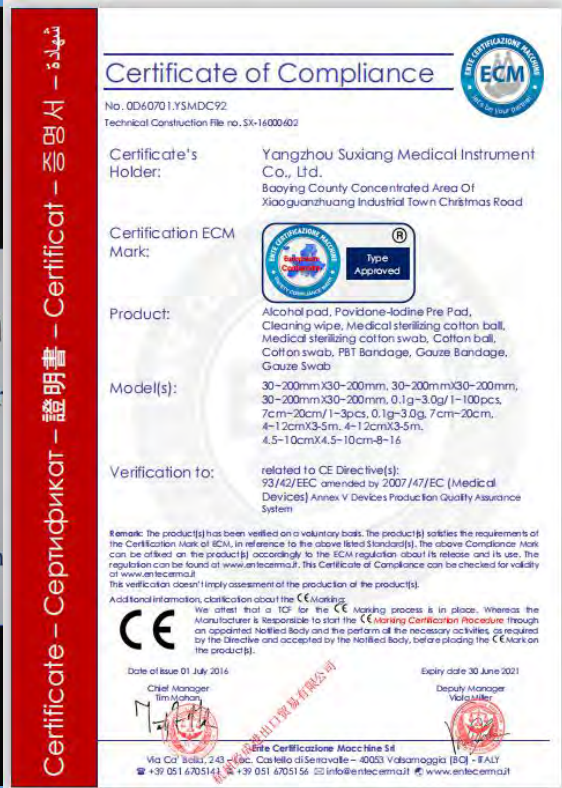 Certificate – Сертификат – 證明書 – Certificat – 증명서 – شهادة
ENTE CERTIFICAZIONE MACCHINE
ECM
Let's be your partner
Certificate of Compliance
No. 0D60701.YSMDC92
Technical Construction File no. SX-16000602
Certificate's Holder:
Yangzhou Suxiang Medical Instrument
Co., Ltd.
Baoying County Concentrated Area Of
Xiaoguanzhuang Industrial Town Christmas Road
Certification ECM
Mark:
ENTE CERTIFICAZIONE MACCHINE
European
Conformity
SAFETY COMPLIANCE MARK
®
Type
Approved
Product:
Alcohol pad, Povidone-Iodine Pre Pad,
Cleaning wipe, Medical sterilizing cotton ball,
Medical sterilizing cotton swab, Cotton ball,
Cotton swab, PBT Bandage, Gauze Bandage,
Gauze Swab
Model(s):
30~200mmX30~200mm, 30~200mmX30~200mm,
30~200mmX30~200mm, 0.1g~3.0g/1~100pcs,
7cm~20cm/1~3pcs, 0.1g~3.0g, 7cm~20cm,
4~12cmX3-5m, 4~12cmX3-5m,
4.5~10cmX4.5~10cm-8~16
Verification to:
related to CE Directive(s):
93/42/EEC amended by 2007/47/EC (Medical
Devices) Annex V Devices Production Quality Assurance
System
Remark: The product(s) has been verified on a voluntary basis. The product(s) satisfies the requirements of
the Certification Mark of ECM, in reference to the above listed Standard(s). The above Compliance Mark
can be affixed on the product(s) accordingly to the ECM regulation about its release and its use. The
regulation can be found at www.entecerma.it. This Certificate of Compliance can be checked for validity
at www.entecerma.it
This verification doesn't imply assessment of the production of the product(s).
Additional information, clarification about the CE Marking:
CE
We attest that a TCF for the CE Marking process is in place. Whereas the
Manufacturer is Responsible to start the CE Marking Certification Procedure through
an appointed Notified Body and the perform all the necessary activities, as required
by the Directive and accepted by the Notified Body, before placing the CE Mark on
the product(s).
Date of issue 01 July 2016
Expiry date 30 June 2021
Chief Manager
Tim Mahan
Deputy Manager
Viola Miller
Ente Certificazione Macchine Srl
Via Ca' Bella, 243 – Loc. Castello di Serravalle – 40053 Valsamoggia (BO) - ITALY
+39 051 6705141 +39 051 6705156 info@entecerma.it www.entecerma.it